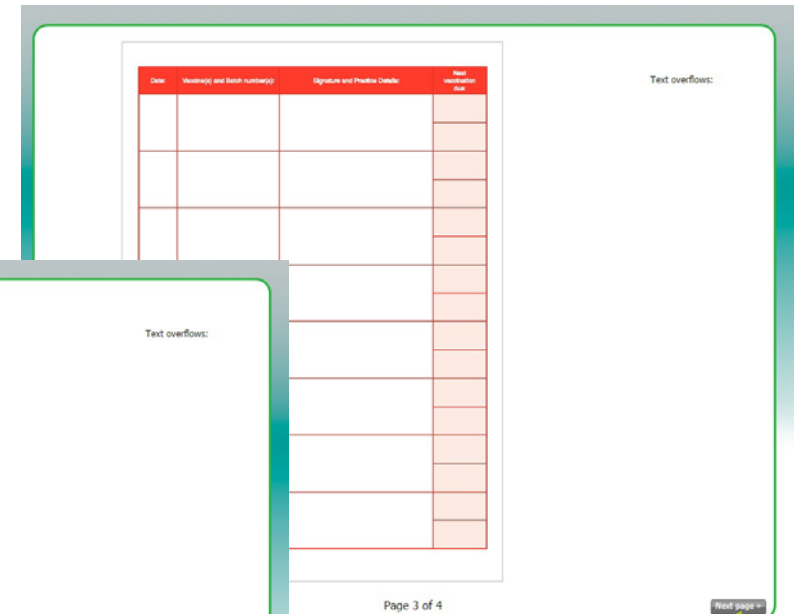 Date:
Vaccine(s) and Batch number(s):
Signature and Practice Details:
Next
vaccination
due:
Text overflows:
Text overflows:
Page 3 of 4
Next page »